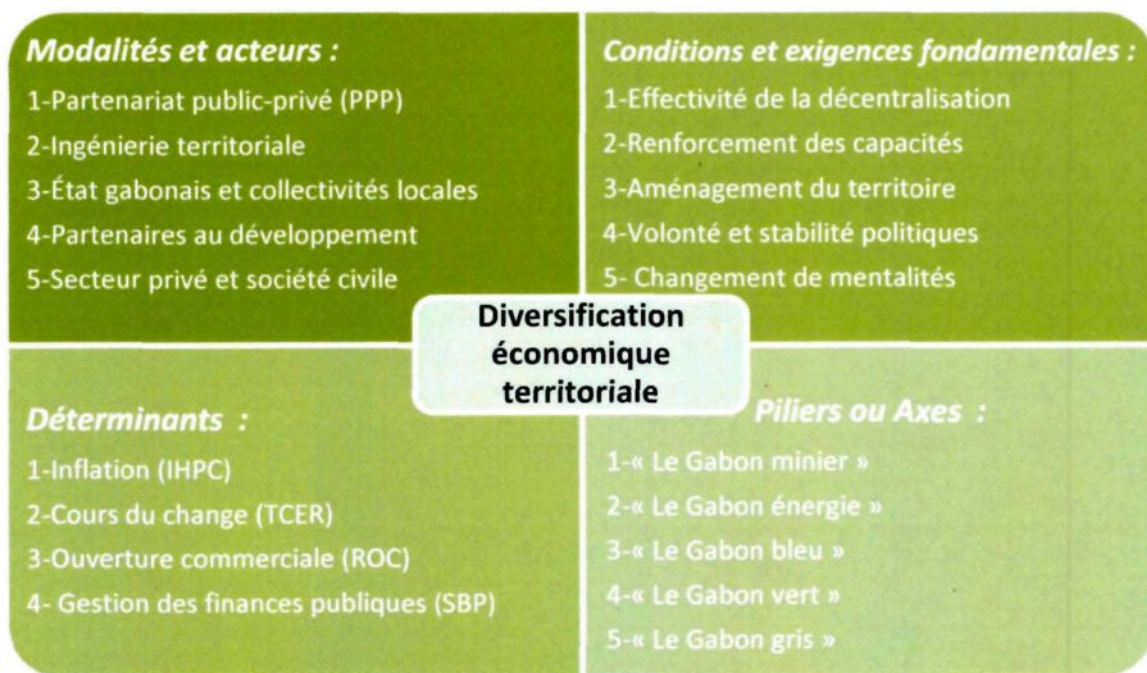 Modalités et acteurs :
1-Partenariat public-privé (PPP)
2-Ingénierie territoriale
3-État gabonais et collectivités locales
4-Partenaires au développement
5-Secteur privé et société civile
Conditions et exigences fondamentales :
1-Effectivité de la décentralisation
2-Renforcement des capacités
3-Aménagement du territoire
4-Volonté et stabilité politiques
5- Changement de mentalités
Diversification
économique
territoriale
Déterminants :
1-Inflation (IHPC)
2-Cours du change (TCER)
3-Ouverture commerciale (ROC)
4- Gestion des finances publiques (SBP)
Piliers ou Axes :
1-« Le Gabon minier »
2-« Le Gabon énergie »
3-« Le Gabon bleu »
4-« Le Gabon vert »
5-« Le Gabon gris »